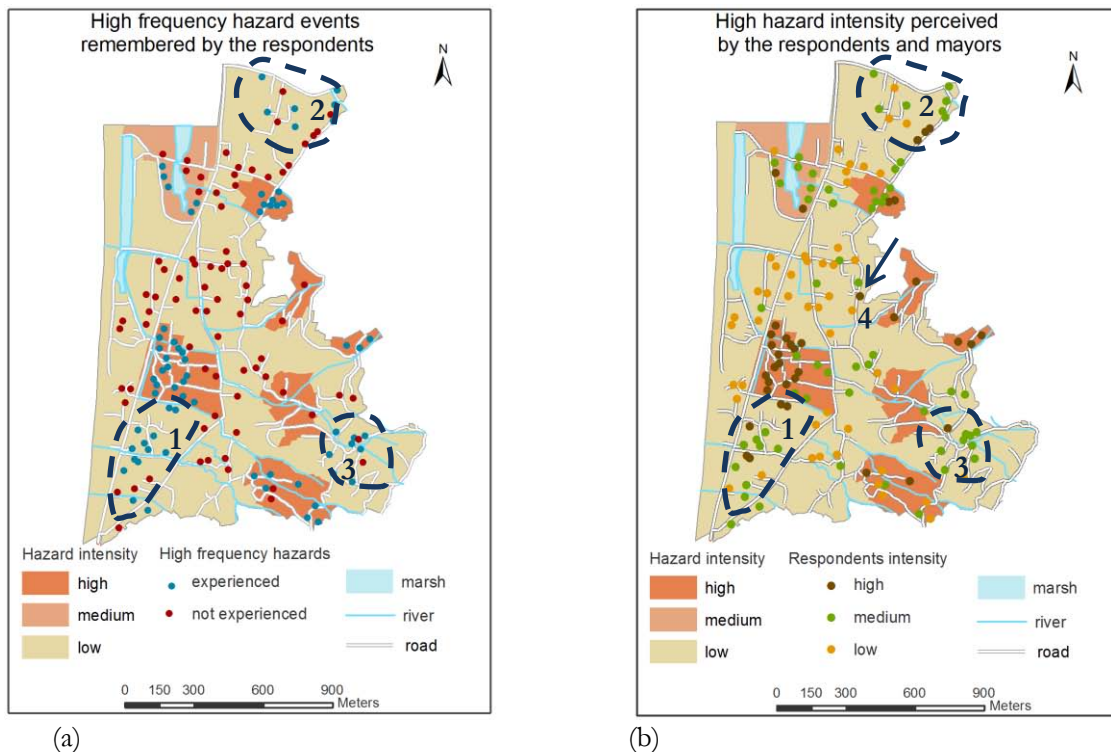 High frequency hazard events
remembered by the respondents
N
2
1
3
Hazard intensity
high
medium
low
High frequency hazards
experienced
not experienced
marsh
river
road
0 150 300 600 900
Meters
(a)
High hazard intensity perceived
by the respondents and mayors
N
2
4
1
3
Hazard intensity
high
medium
low
Respondents intensity
high
medium
low
marsh
river
road
0 150 300 600 900
Meters
(b)